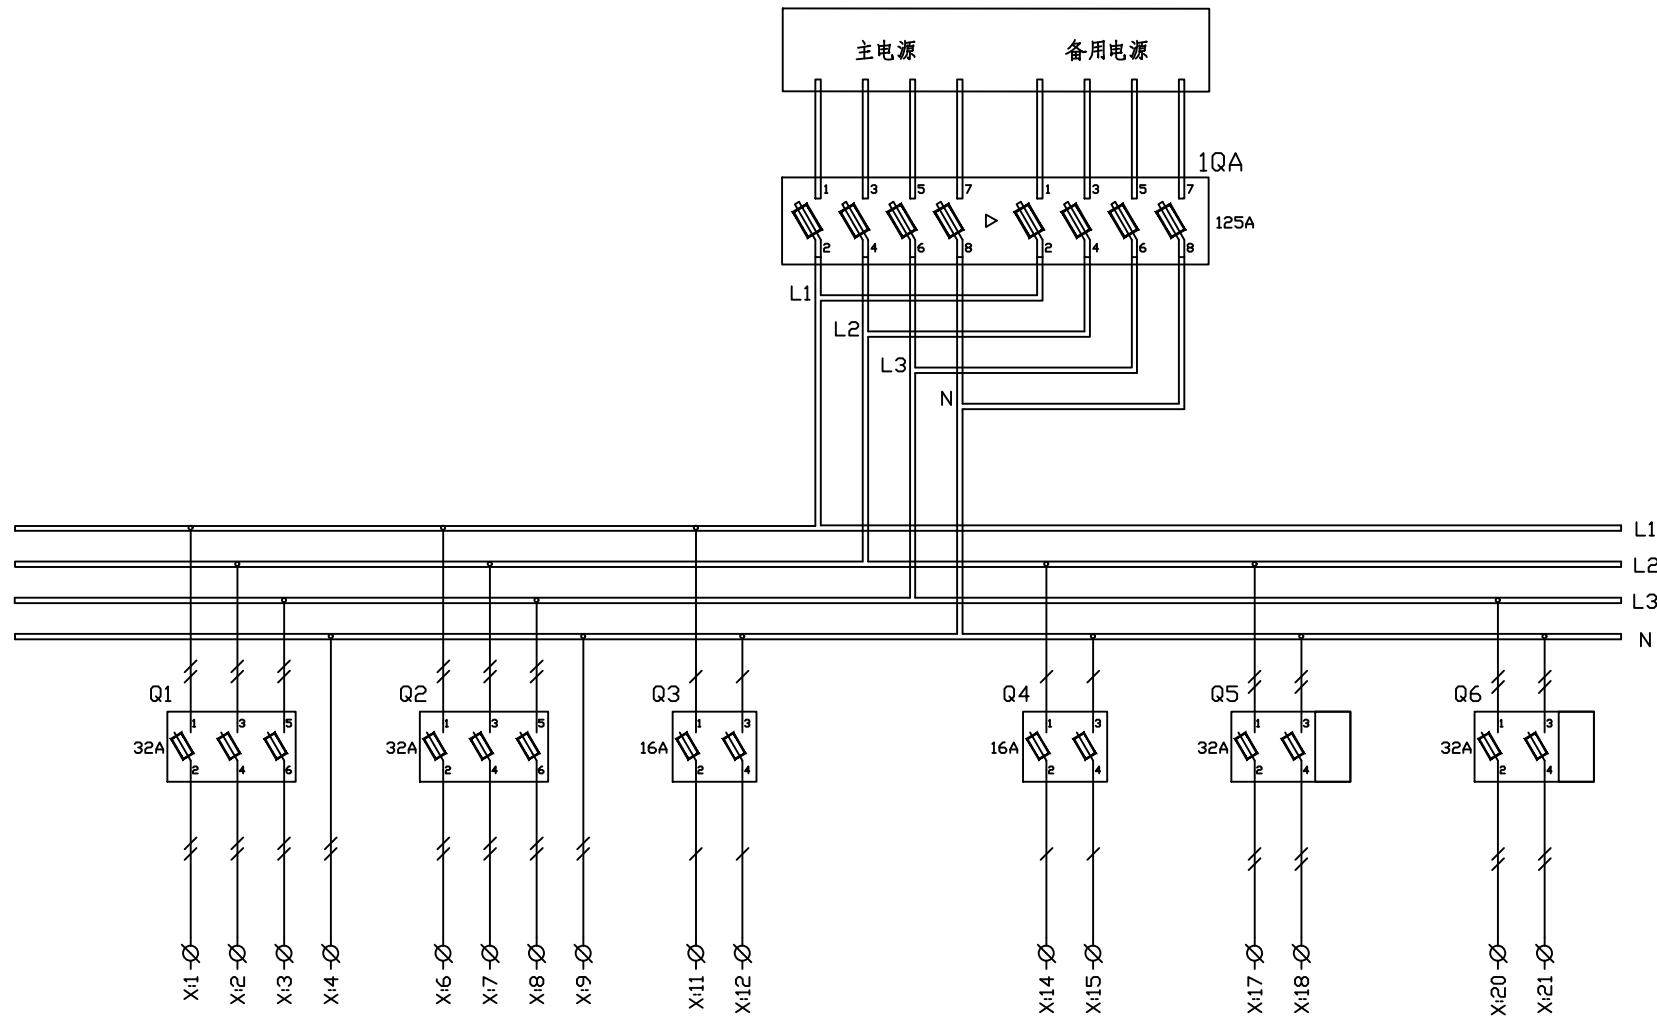 主电源 备用电源
1QA
1 3 5 7 1 3 5 7
125A
2 4 6 8 2 4 6 8
L1
L2
L3
N
L1
L2
L3
N
Q1 Q2 Q3 Q4 Q5 Q6
1 3 5 1 3 5 1 3 1 3 1 3 1 3
32A 32A 16A 16A 32A 32A
2 4 6 2 4 6 2 4 2 4 2 4 2 4
X:1 X:2 X:3 X:4 X:6 X:7 X:8 X:9 X:11 X:12 X:14 X:15 X:17 X:18 X:20 X:21